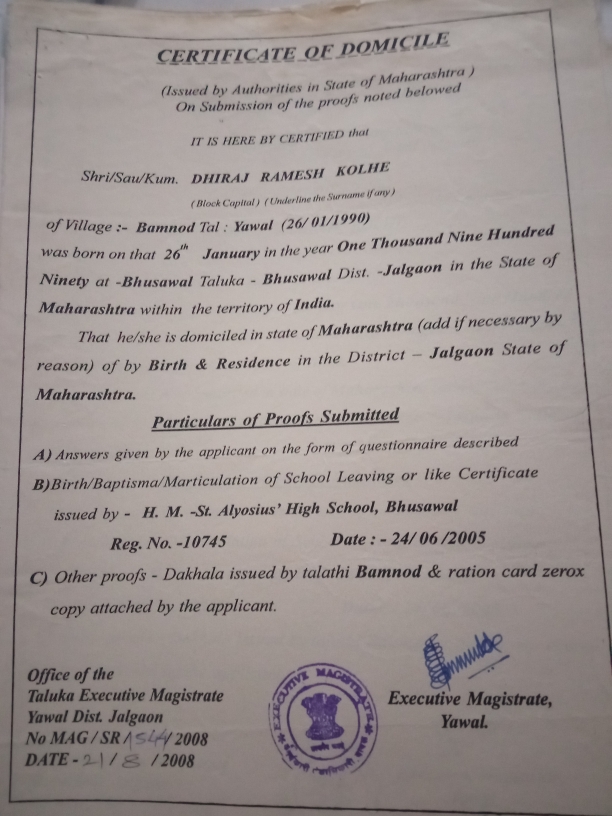 CERTIFICATE OF DOMICILE
(Issued by Authorities in State of Maharashtra )
On Submission of the proofs noted belowed
IT IS HERE BY CERTIFIED that
Shri/Sau/Kum. DHIRAJ RAMESH KOLHE
( Block Capital ) ( Underline the Surname if any )
of Village :- Bamnod Tal : Yawal (26/ 01/1990)
was born on that 26th January in the year One Thousand Nine Hundred
Ninety at -Bhusawal Taluka - Bhusawal Dist. -Jalgaon in the State of
Maharashtra within the territory of India.
That he/she is domiciled in state of Maharashtra (add if necessary by
reason) of by Birth & Residence in the District – Jalgaon State of
Maharashtra.
Particulars of Proofs Submitted
A) Answers given by the applicant on the form of questionnaire described
B)Birth/Baptisma/Marticulation of School Leaving or like Certificate
issued by - H. M. -St. Alyosius' High School, Bhusawal
Reg. No. -10745 Date : - 24/ 06 /2005
C) Other proofs - Dakhala issued by talathi Bamnod & ration card zerox
copy attached by the applicant.
Office of the
Taluka Executive Magistrate
Yawal Dist. Jalgaon
No MAG / SR /1544/ 2008
DATE - 21 / 8 / 2008
EXECUTIVE MAGISTRATE
Executive Magistrate,
Yawal.